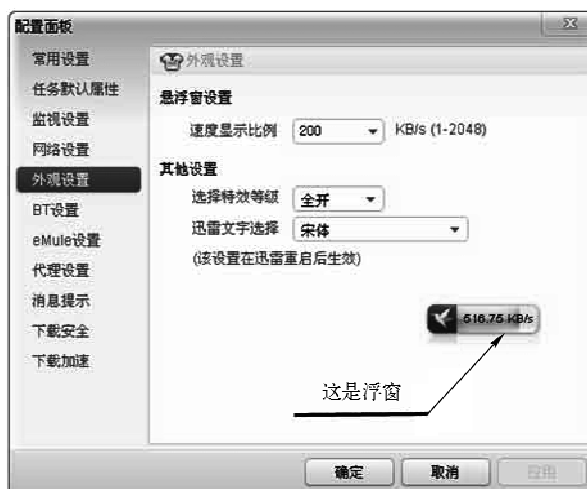 配置面板
常用设置
任务默认属性
监视设置
网络设置
外观设置
BT设置
eMule设置
代理设置
消息提示
下载安全
下载加速
外观设置
悬浮窗设置
速度显示比例 200 KB/s (1-2048)
其他设置
选择特效等级 全开
迅雷文字选择 宋体
(该设置在迅雷重启后生效)
516.75 KB/s
这是浮窗
确定 取消 应用